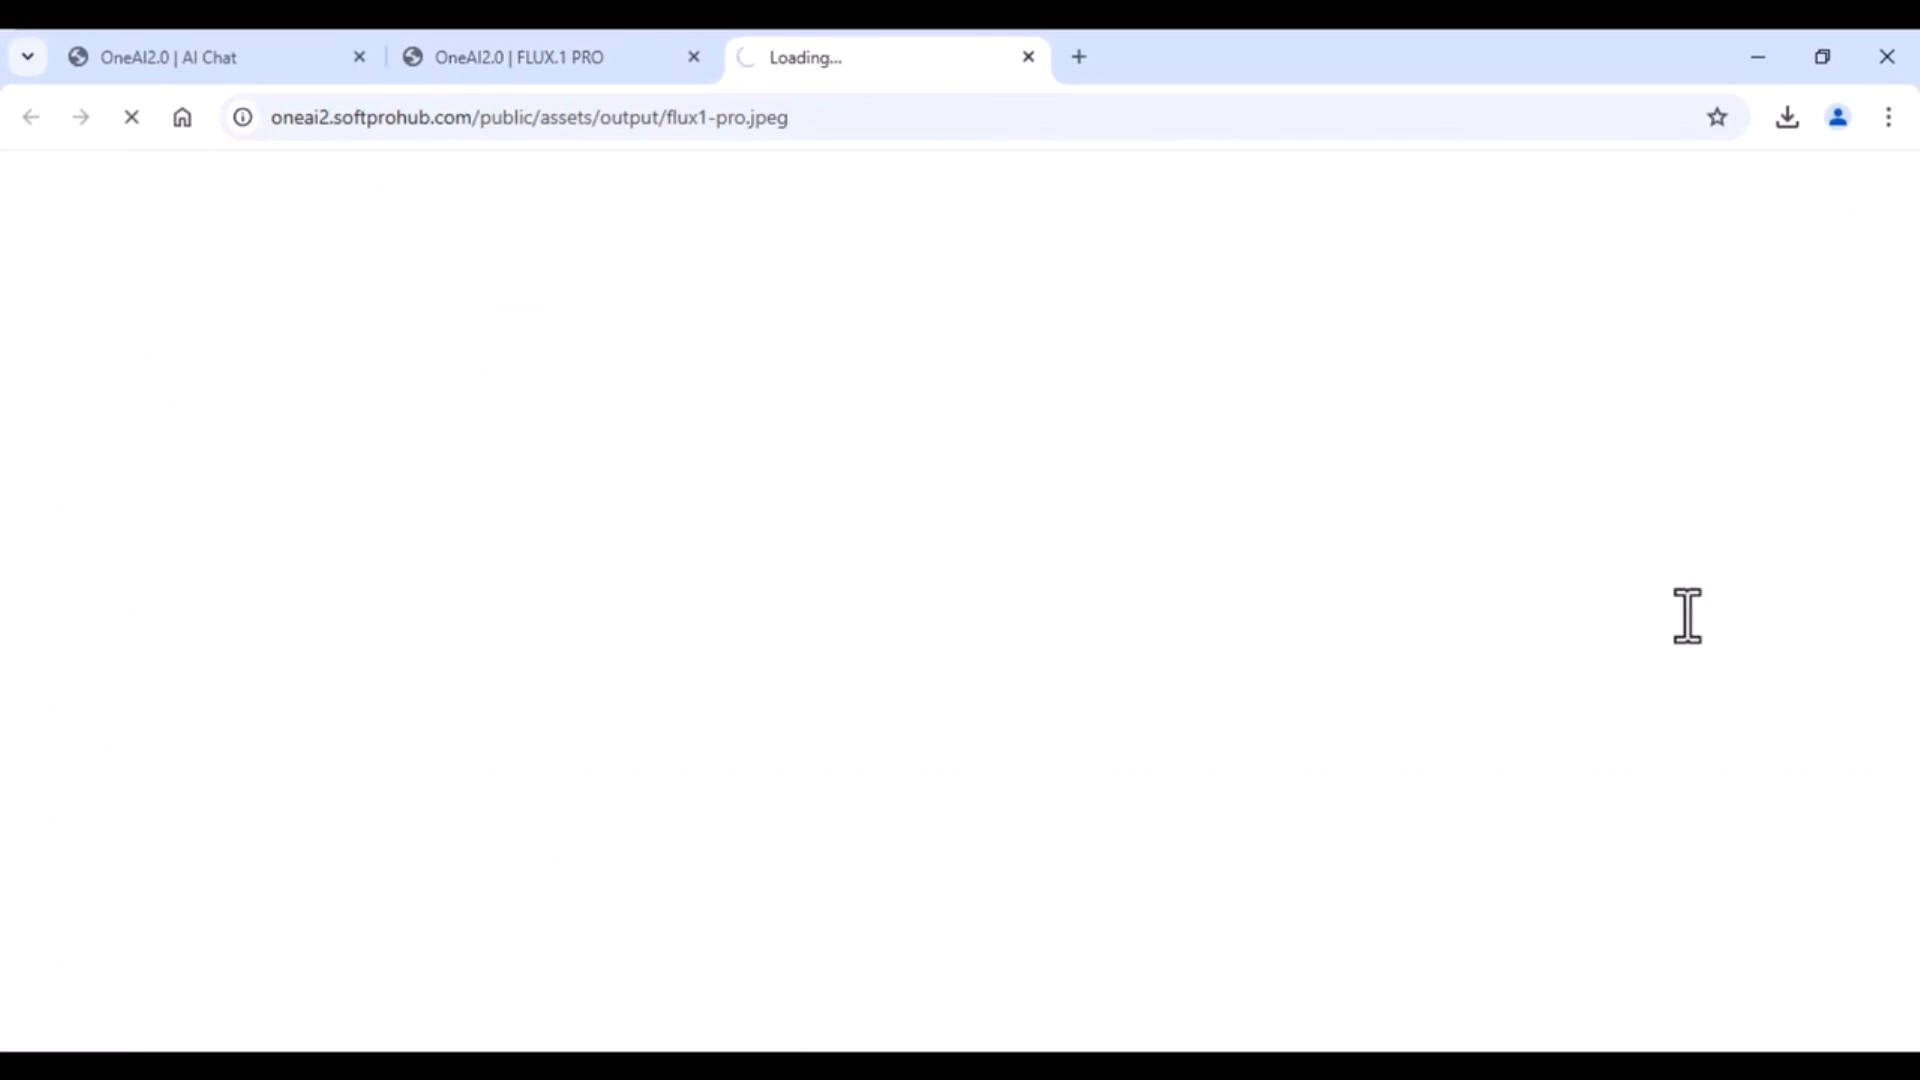 OneAI2.0 | AI Chat
OneAI2.0 | FLUX.1 PRO
Loading...
oneai2.softprohub.com/public/assets/output/flux1-pro.jpeg